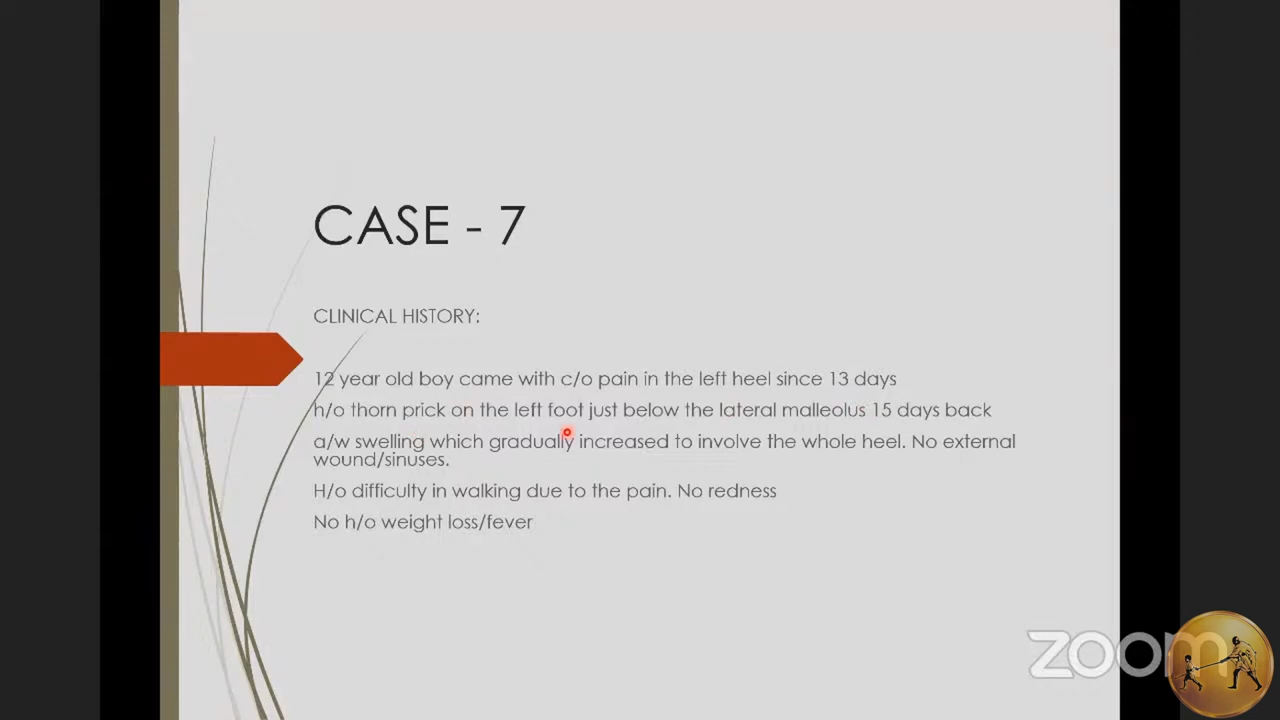 CASE - 7
CLINICAL HISTORY:
12 year old boy came with c/o pain in the left heel since 13 days
h/o thorn prick on the left foot just below the lateral malleolus 15 days back
a/w swelling which gradually increased to involve the whole heel. No external
wound/sinuses.
H/o difficulty in walking due to the pain. No redness
No h/o weight loss/fever
zoom